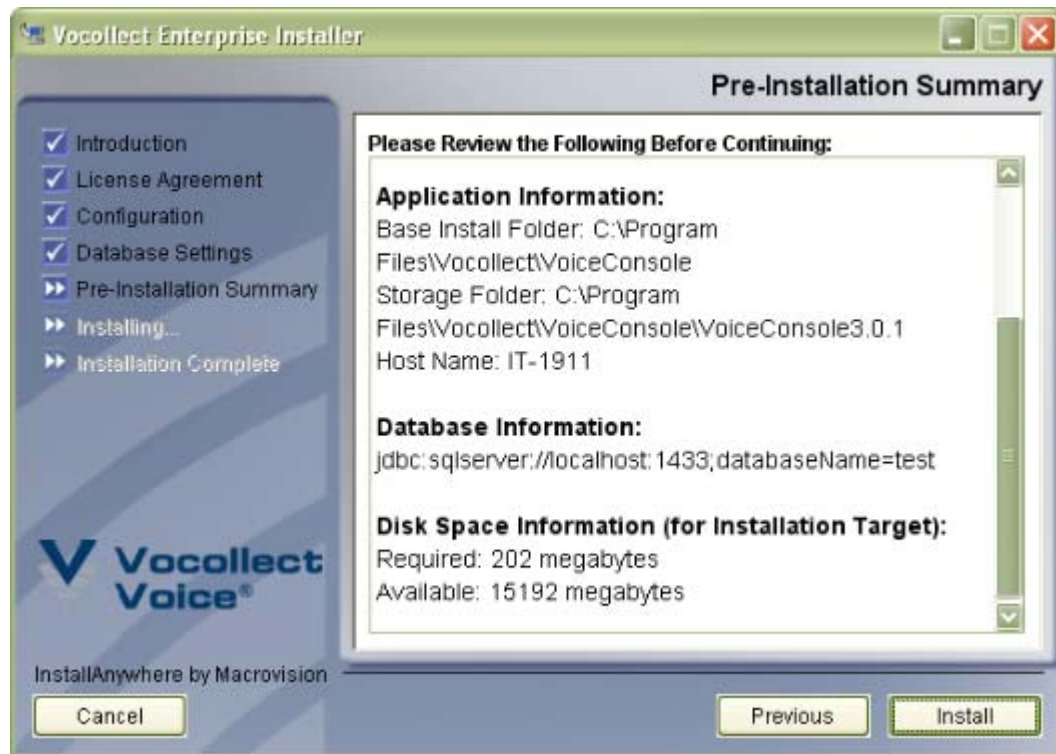 Vocollect Enterprise Installer
Pre-Installation Summary
Introduction
License Agreement
Configuration
Database Settings
Pre-Installation Summary
Installing...
Installation Complete
Please Review the Following Before Continuing:
Application Information:
Base Install Folder: C:\Program
Files\Vocollect\VoiceConsole
Storage Folder: C:\Program
Files\Vocollect\VoiceConsole\VoiceConsole3.0.1
Host Name: IT-1911
Database Information:
jdbc:sqlserver://localhost:1433;databaseName=test
Disk Space Information (for Installation Target):
Required: 202 megabytes
Available: 15192 megabytes
Vocollect
Voice®
InstallAnywhere by Macrovision
Cancel
Previous
Install